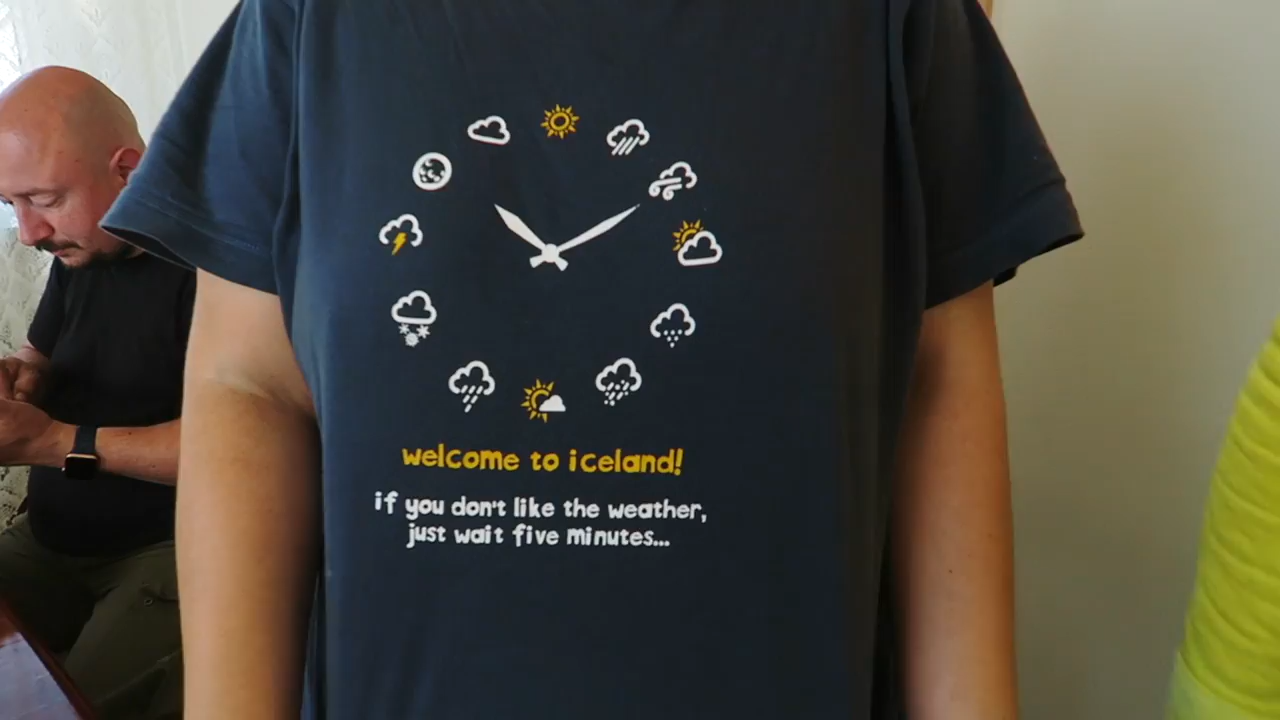 welcome to iceland!
if you don't like the weather,
just wait five minutes...